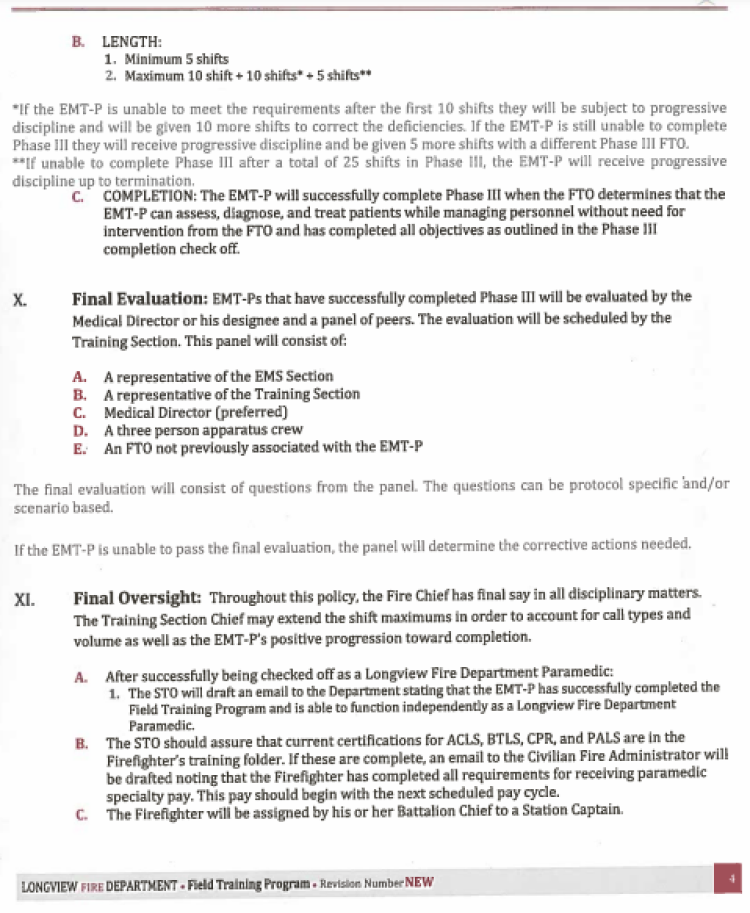 B. LENGTH:
1. Minimum 5 shifts
2. Maximum 10 shift + 10 shifts* + 5 shifts**
*If the EMT-P is unable to meet the requirements after the first 10 shifts they will be subject to progressive
discipline and will be given 10 more shifts to correct the deficiencies. If the EMT-P is still unable to complete
Phase III they will receive progressive discipline and be given 5 more shifts with a different Phase III FTO.
**If unable to complete Phase III after a total of 25 shifts in Phase III, the EMT-P will receive progressive
discipline up to termination.
C. COMPLETION: The EMT-P will successfully complete Phase III when the FTO determines that the
EMT-P can assess, diagnose, and treat patients while managing personnel without need for
intervention from the FTO and has completed all objectives as outlined in the Phase III
completion check off.
X. Final Evaluation: EMT-Ps that have successfully completed Phase III will be evaluated by the
Medical Director or his designee and a panel of peers. The evaluation will be scheduled by the
Training Section. This panel will consist of:
A. A representative of the EMS Section
B. A representative of the Training Section
C. Medical Director (preferred)
D. A three person apparatus crew
E. An FTO not previously associated with the EMT-P
The final evaluation will consist of questions from the panel. The questions can be protocol specific and/or
scenario based.
If the EMT-P is unable to pass the final evaluation, the panel will determine the corrective actions needed.
XI. Final Oversight: Throughout this policy, the Fire Chief has final say in all disciplinary matters.
The Training Section Chief may extend the shift maximums in order to account for call types and
volume as well as the EMT-P's positive progression toward completion.
A. After successfully being checked off as a Longview Fire Department Paramedic:
1. The STO will draft an email to the Department stating that the EMT-P has successfully completed the
Field Training Program and is able to function independently as a Longview Fire Department
Paramedic.
B. The STO should assure that current certifications for ACLS, BTLS, CPR, and PALS are in the
Firefighter's training folder. If these are complete, an email to the Civilian Fire Administrator will
be drafted noting that the Firefighter has completed all requirements for receiving paramedic
specialty pay. This pay should begin with the next scheduled pay cycle.
C. The Firefighter will be assigned by his or her Battalion Chief to a Station Captain.
LONGVIEW FIRE DEPARTMENT • Field Training Program • Revision Number NEW 4